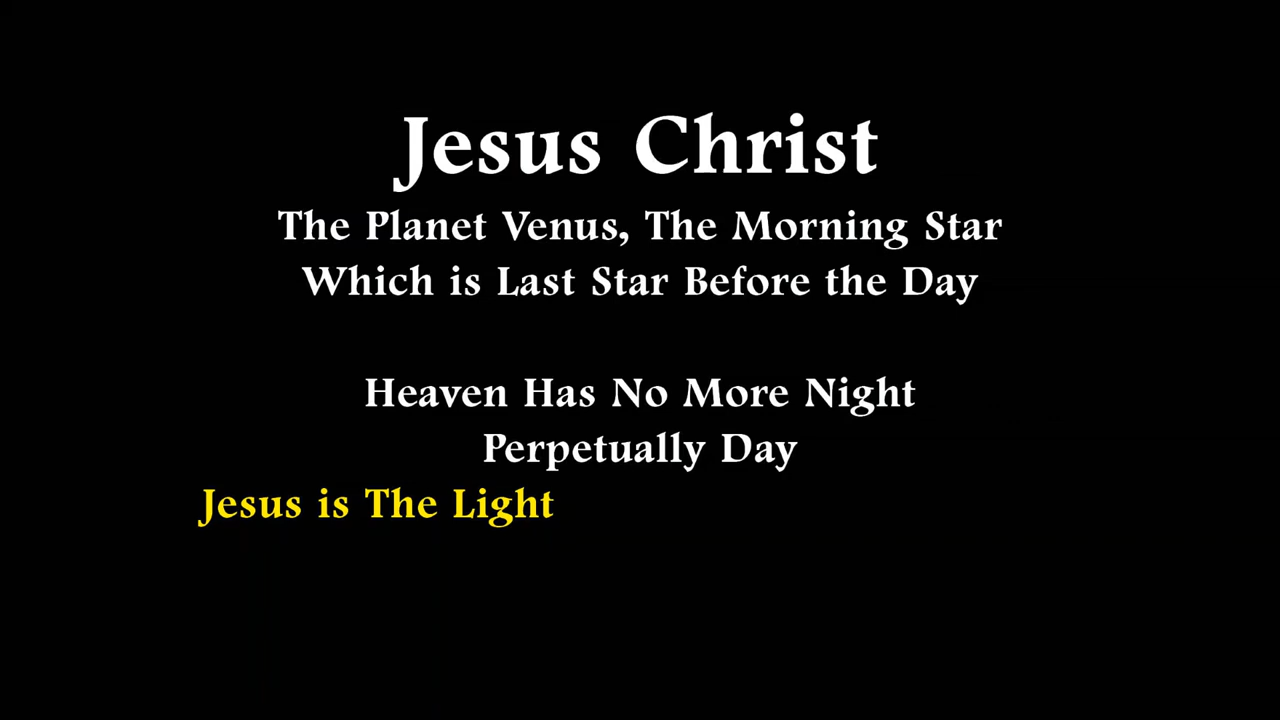 Jesus Christ
The Planet Venus, The Morning Star
Which is Last Star Before the Day
Heaven Has No More Night
Perpetually Day
Jesus is The Light